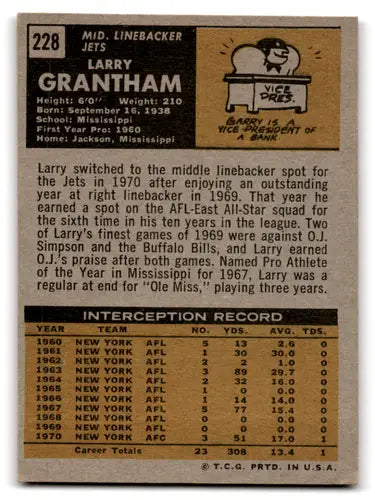 228
MID. LINEBACKER
JETS
LARRY
GRANTHAM
Height: 6'0" Weight: 210
Born: September 16, 1938
School: Mississippi
First Year Pro: 1960
Home: Jackson, Mississippi
VICE
PRES.
LARRY IS A
VICE-PRESIDENT OF
A BANK
Larry switched to the middle linebacker spot for
the Jets in 1970 after enjoying an outstanding
year at right linebacker in 1969. That year he
earned a spot on the AFL-East All-Star squad for
the sixth time in his ten years in the league. Two
of Larry's finest games of 1969 were against O.J.
Simpson and the Buffalo Bills, and Larry earned
O.J.'s praise after both games. Named Pro Athlete
of the Year in Mississippi for 1967, Larry was a
regular at end for "Ole Miss," playing three years.
INTERCEPTION RECORD
YEAR TEAM NO. YDS. AVG. TDS.
1960 NEW YORK AFL 5 13 2.6 0
1961 NEW YORK AFL 1 30 30.0 0
1962 NEW YORK AFL 2 2 1.0 0
1963 NEW YORK AFL 3 89 29.7 0
1964 NEW YORK AFL 2 32 16.0 0
1965 NEW YORK AFL 0 0 0.0 0
1966 NEW YORK AFL 1 14 14.0 0
1967 NEW YORK AFL 5 77 15.4 0
1968 NEW YORK AFL 0 0 0.0 0
1969 NEW YORK AFL 0 0 0.0 0
1970 NEW YORK AFC 3 51 17.0 1
Career Totals 23 308 13.4 1
© T.C.G. PRTD. IN U.S.A.